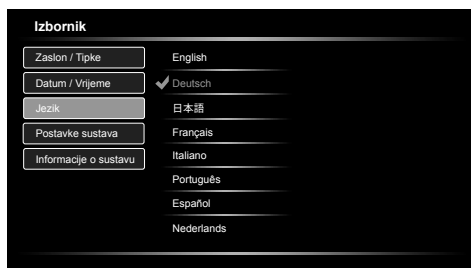 Izbornik
Zaslon / Tipke
Datum / Vrijeme
Jezik
Postavke sustava
Informacije o sustavu
English
Deutsch
日本語
Français
Italiano
Português
Español
Nederlands